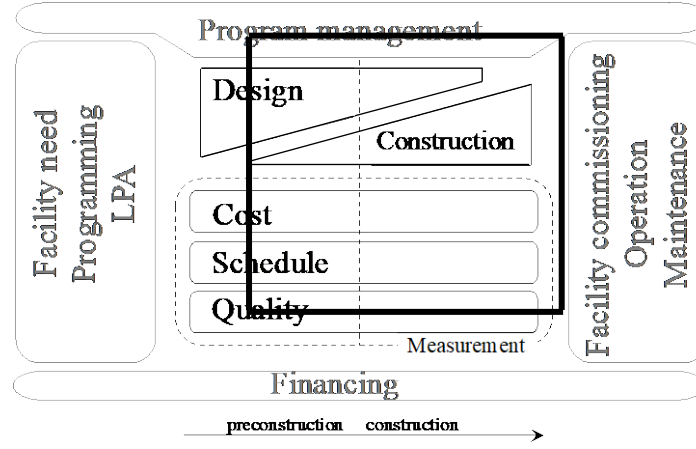 Program management
Facility need
Programming
LPA
Design
Construction
Cost
Schedule
Quality
Measurement
Facility commissioning
Operation
Maintenance
Financing
preconstruction construction